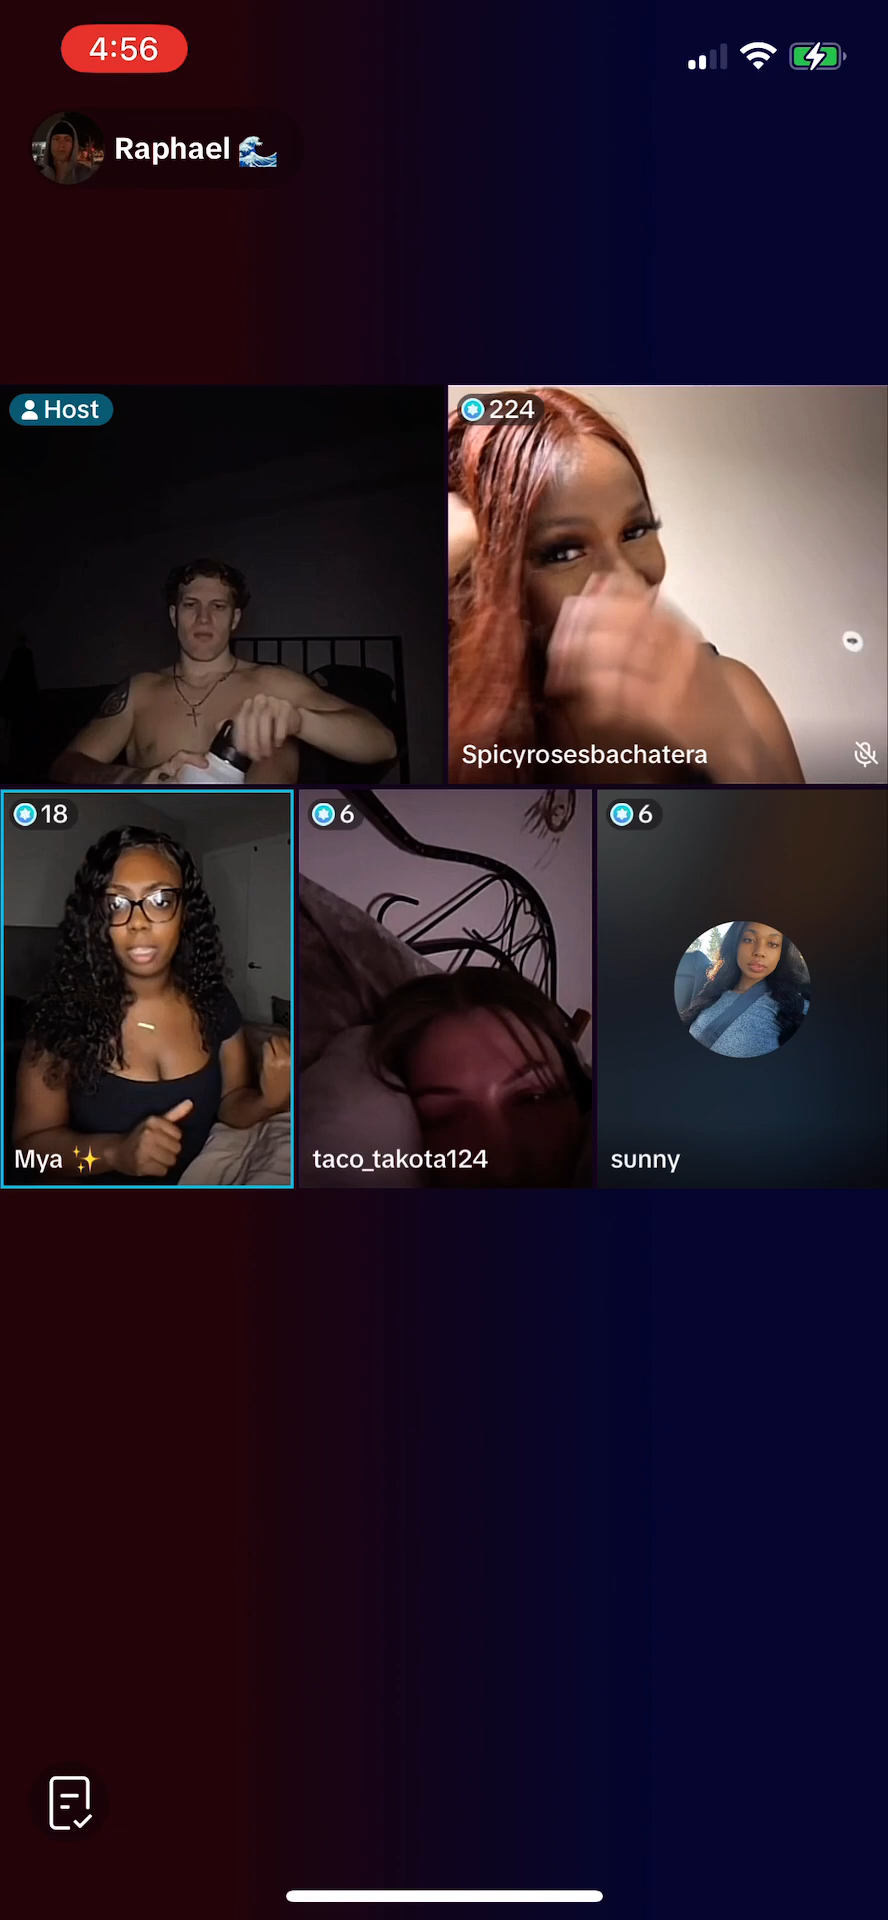 4:56
Raphael 🌊
Host
224
Spicyrosesbachatera
18
6
6
Mya ✨
taco_takota124
sunny